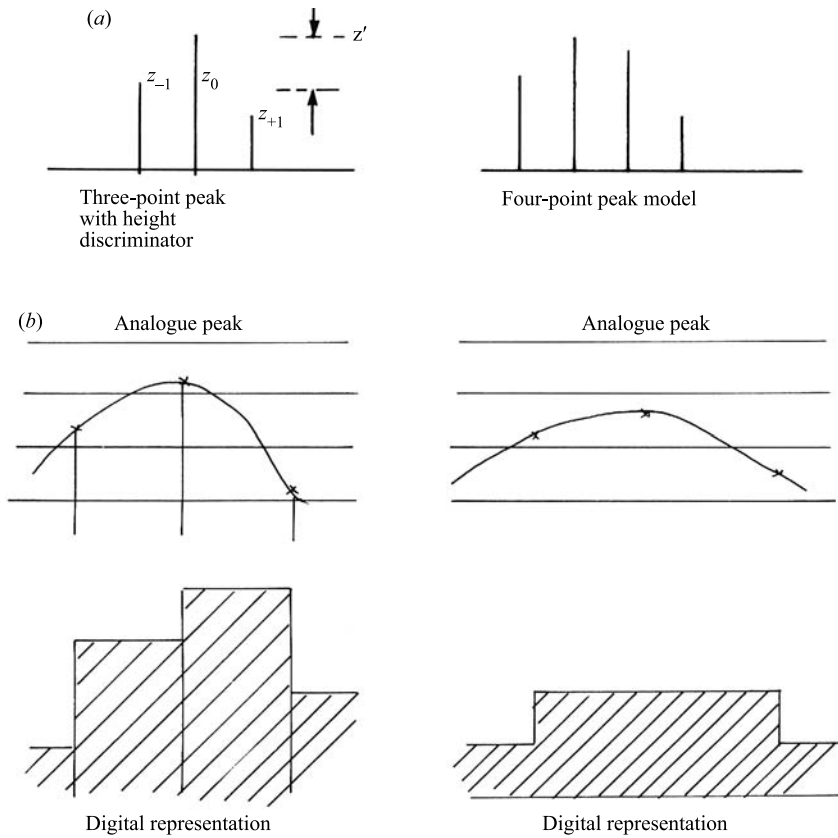 (a)
z′
z–1
z0
z+1
Three-point peak
with height
discriminator
Four-point peak model
(b)
Analogue peak
Analogue peak
Digital representation
Digital representation